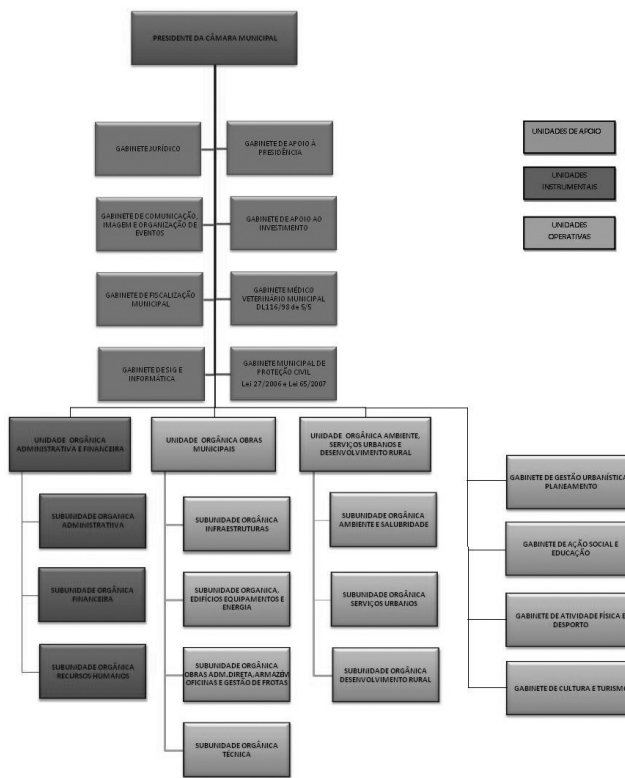 PRESIDENTE DA CÂMARA MUNICIPAL
GABINETE JURÍDICO
GABINETE DE APOIO À
PRESIDÊNCIA
UNIDADES DE APOIO
UNIDADES
INSTRUMENTAIS
UNIDADES
OPERATIVAS
GABINETE DE COMUNICAÇÃO,
IMAGEM E ORGANIZAÇÃO DE
EVENTOS
GABINETE DE APOIO AO
INVESTIMENTO
GABINETE DE FISCALIZAÇÃO
MUNICIPAL
GABINETE MÉDICO
VETERINÁRIO MUNICIPAL
DL116/98 de 5/5
GABINETE DE SIG E
INFORMÁTICA
GABINETE MUNICIPAL DE
PROTEÇÃO CIVIL
Lei 27/2006 e Lei 65/2007
UNIDADE ORGÂNICA
ADMINISTRATIVA E FINANCEIRA
SUBUNIDADE ORGÂNICA
ADMINISTRATIVA
SUBUNIDADE ORGÂNICA
FINANCEIRA
SUBUNIDADE ORGÂNICA
RECURSOS HUMANOS
UNIDADE ORGÂNICA OBRAS
MUNICIPAIS
SUBUNIDADE ORGÂNICA
INFRAESTRUTURAS
SUBUNIDADE ORGANICA,
EDIFÍCIOS EQUIPAMENTOS E
ENERGIA
SUBUNIDADE ORGÂNICA
OBRAS ADM.DIRETA, ARMAZÉM
OFICINAS E GESTÃO DE FROTAS
SUBUNIDADE ORGÂNICA
TÉCNICA
UNIDADE ORGÂNICA AMBIENTE,
SERVIÇOS URBANOS E
DESENVOLVIMENTO RURAL
SUBUNIDADE ORGÂNICA
AMBIENTE E SALUBRIDADE
SUBUNIDADE ORGÂNICA
SERVIÇOS URBANOS
SUBUNIDADE ORGÂNICA
DESENVOLVIMENTO RURAL
GABINETE DE GESTÃO URBANÍSTICA
PLANEAMENTO
GABINETE DE AÇÃO SOCIAL E
EDUCAÇÃO
GABINETE DE ATIVIDADE FÍSICA E
DESPORTO
GABINETE DE CULTURA E TURISMO